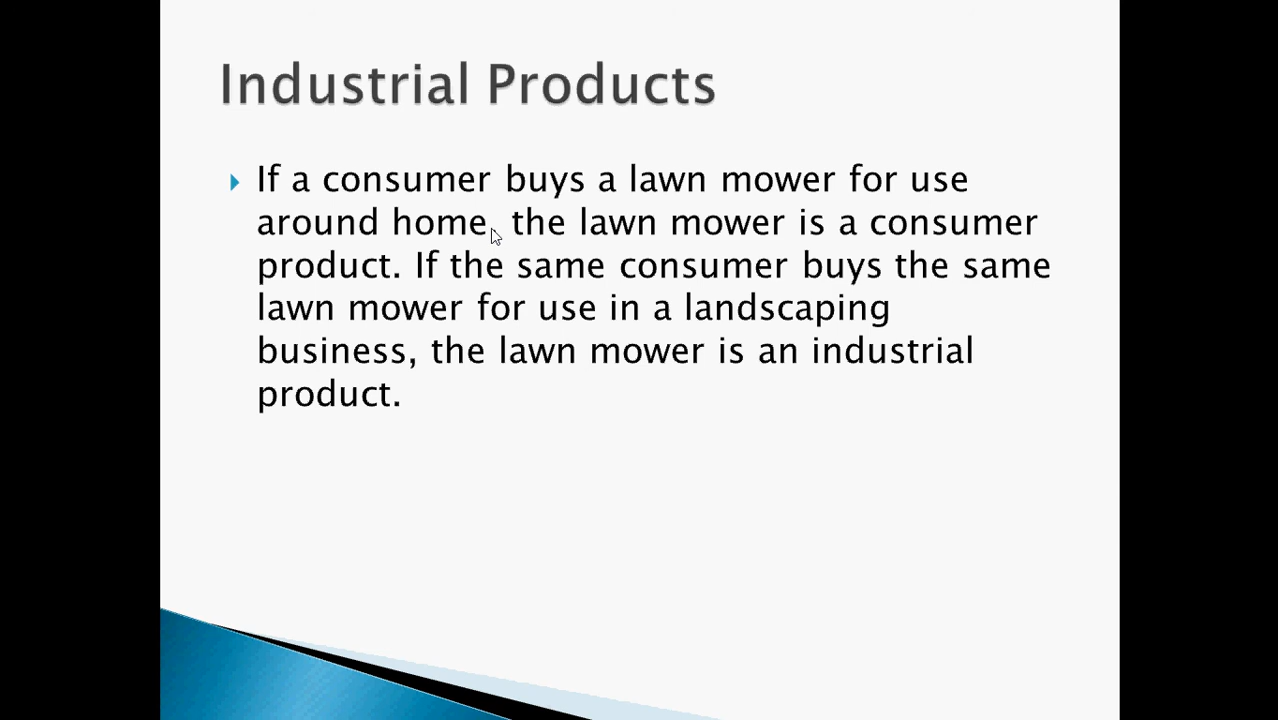 Industrial Products
If a consumer buys a lawn mower for use
around home, the lawn mower is a consumer
product. If the same consumer buys the same
lawn mower for use in a landscaping
business, the lawn mower is an industrial
product.